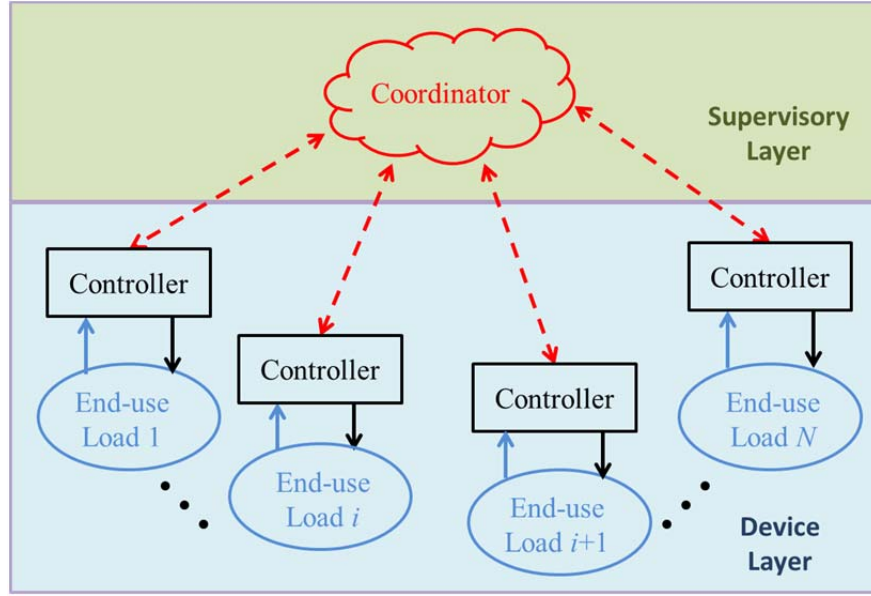 Coordinator
Supervisory
Layer
Controller
Controller
Controller
Controller
End-use
Load 1
End-use
Load i
End-use
Load i+1
End-use
Load N
Device
Layer